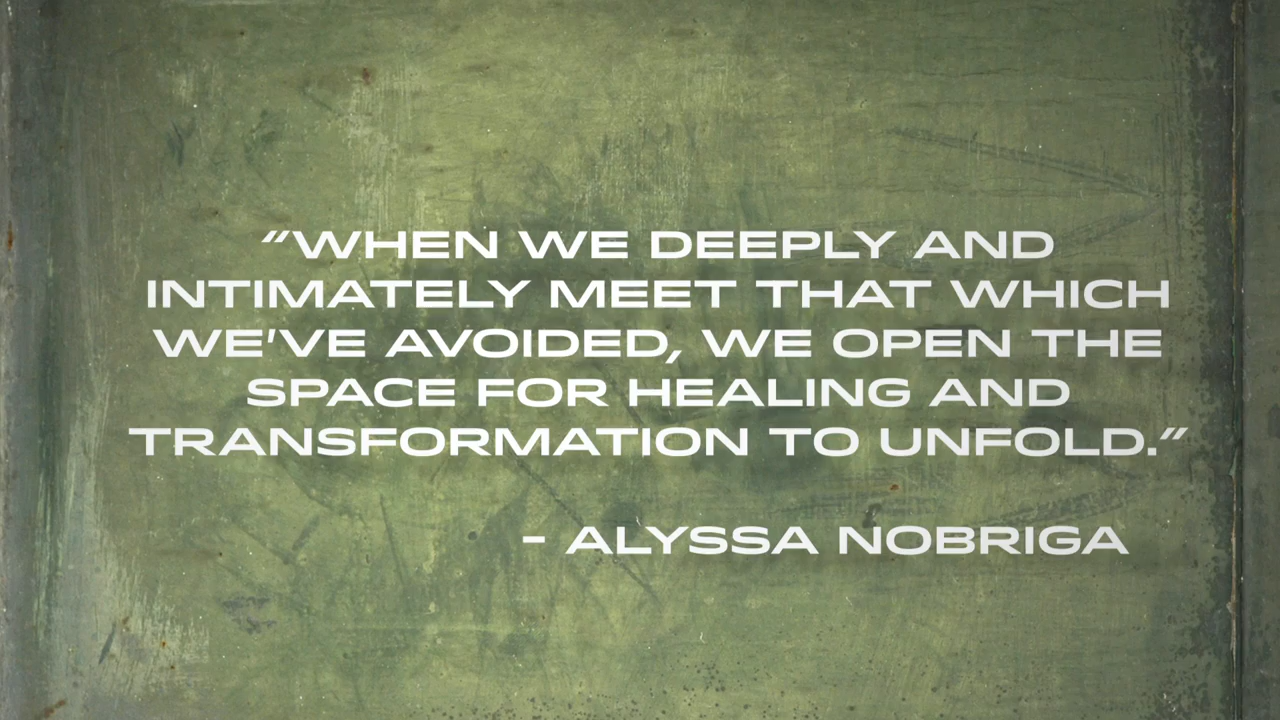 “WHEN WE DEEPLY AND
INTIMATELY MEET THAT WHICH
WE'VE AVOIDED, WE OPEN THE
SPACE FOR HEALING AND
TRANSFORMATION TO UNFOLD.”
- ALYSSA NOBRIGA